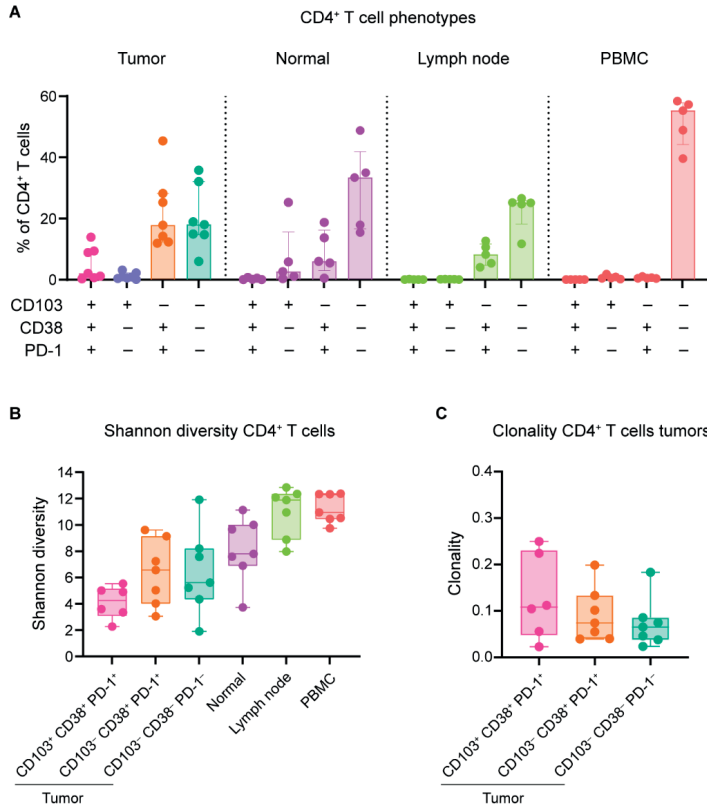 A
CD4⁺ T cell phenotypes
Tumor Normal Lymph node PBMC
% of CD4⁺ T cells
60
40
20
0
CD103 + + − − + + − − + + − − + + − −
CD38 + − + − + − + − + − + − + − + −
PD-1 + − + − + − + − + − + − + − + −
B
Shannon diversity CD4⁺ T cells
Shannon diversity
14
12
10
8
6
4
2
0
CD103⁺ CD38⁺ PD-1⁺
CD103⁻ CD38⁺ PD-1⁺
CD103⁻ CD38⁻ PD-1⁻
Normal
Lymph node
PBMC
Tumor
C
Clonality CD4⁺ T cells tumors
Clonality
0.4
0.3
0.2
0.1
0.0
CD103⁺ CD38⁺ PD-1⁺
CD103⁻ CD38⁺ PD-1⁺
CD103⁻ CD38⁻ PD-1⁻
Tumor